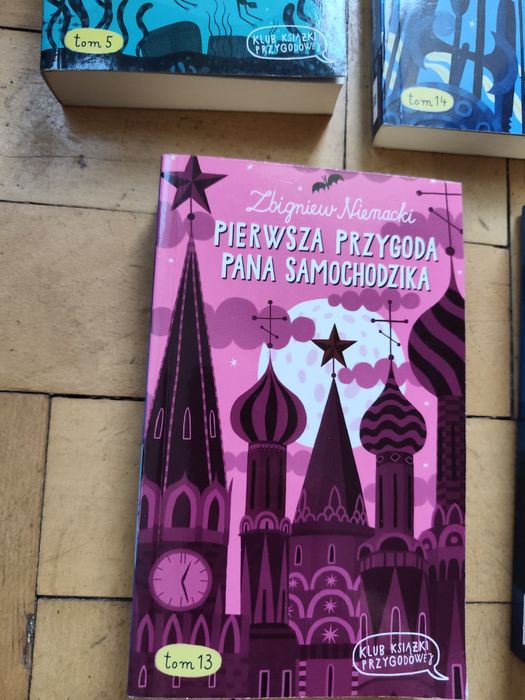 tom 5
KLUB KSIĄŻKI
PRZYGODOWEJ
tom 14
Zbigniew Nienacki
PIERWSZA PRZYGODA
PANA SAMOCHODZIKA
tom 13
KLUB KSIĄŻKI
PRZYGODOWEJ